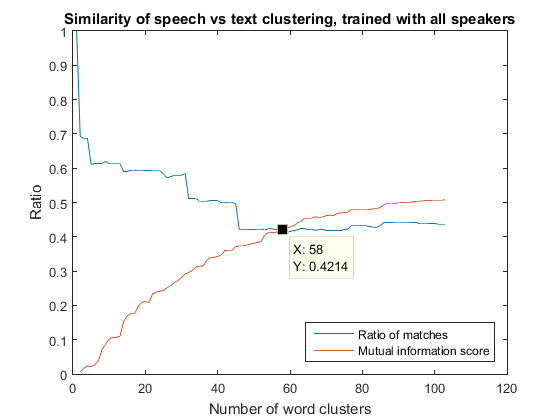 Similarity of speech vs text clustering, trained with all speakers
1
0.9
0.8
0.7
0.6
0.5
0.4
0.3
0.2
0.1
0
Ratio
X: 58
Y: 0.4214
Ratio of matches
Mutual information score
0 20 40 60 80 100 120
Number of word clusters